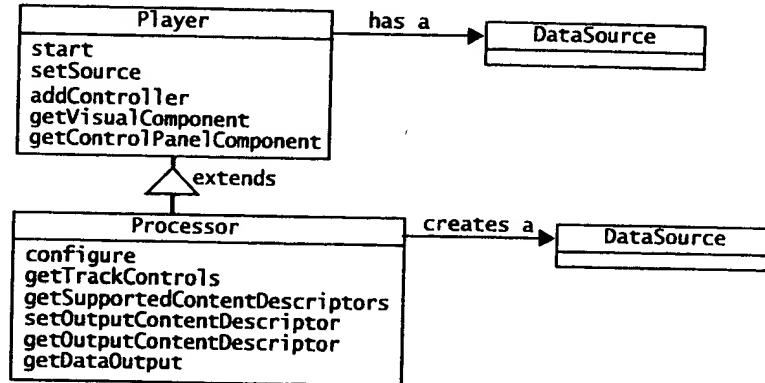 Player
start
setSource
addController
getVisualComponent
getControlPanelComponent
has a
DataSource
extends
Processor
configure
getTrackControls
getSupportedContentDescriptors
setOutputContentDescriptor
getOutputContentDescriptor
getDataOutput
creates a
DataSource